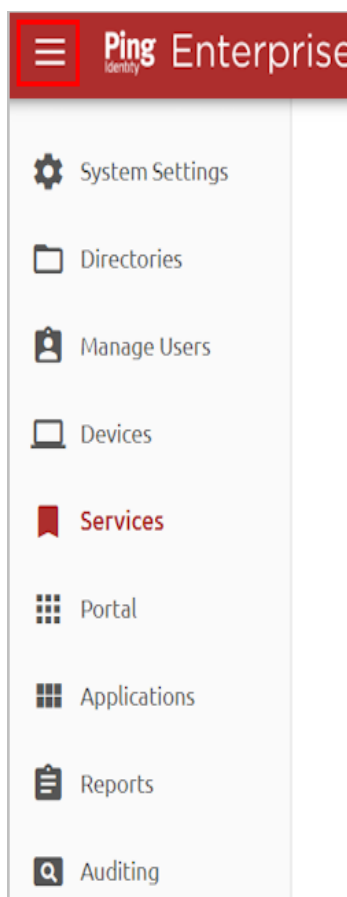 Ping
Identity
Enterprise
System Settings
Directories
Manage Users
Devices
Services
Portal
Applications
Reports
Auditing